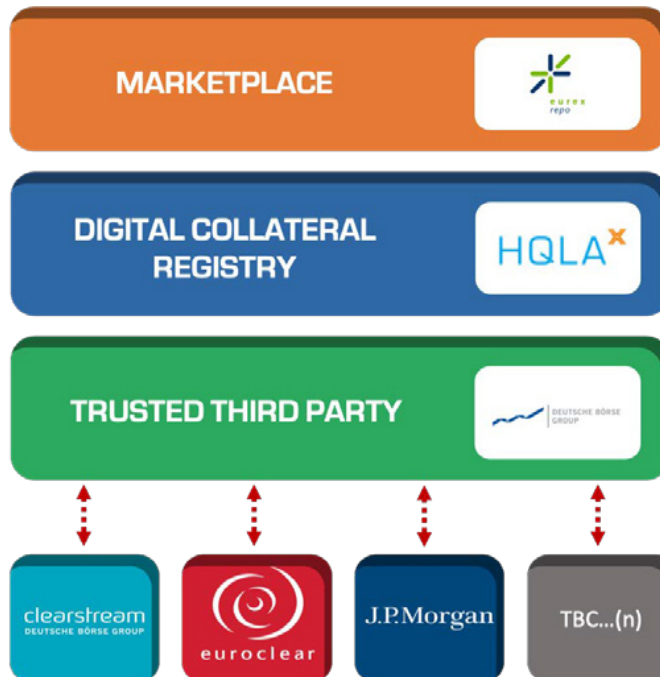 MARKETPLACE
eurex
repo
DIGITAL COLLATERAL
REGISTRY
HQLAX
TRUSTED THIRD PARTY
DEUTSCHE BÖRSE
GROUP
clearstream
DEUTSCHE BÖRSE GROUP
euroclear
J.P.Morgan
TBC...(n)